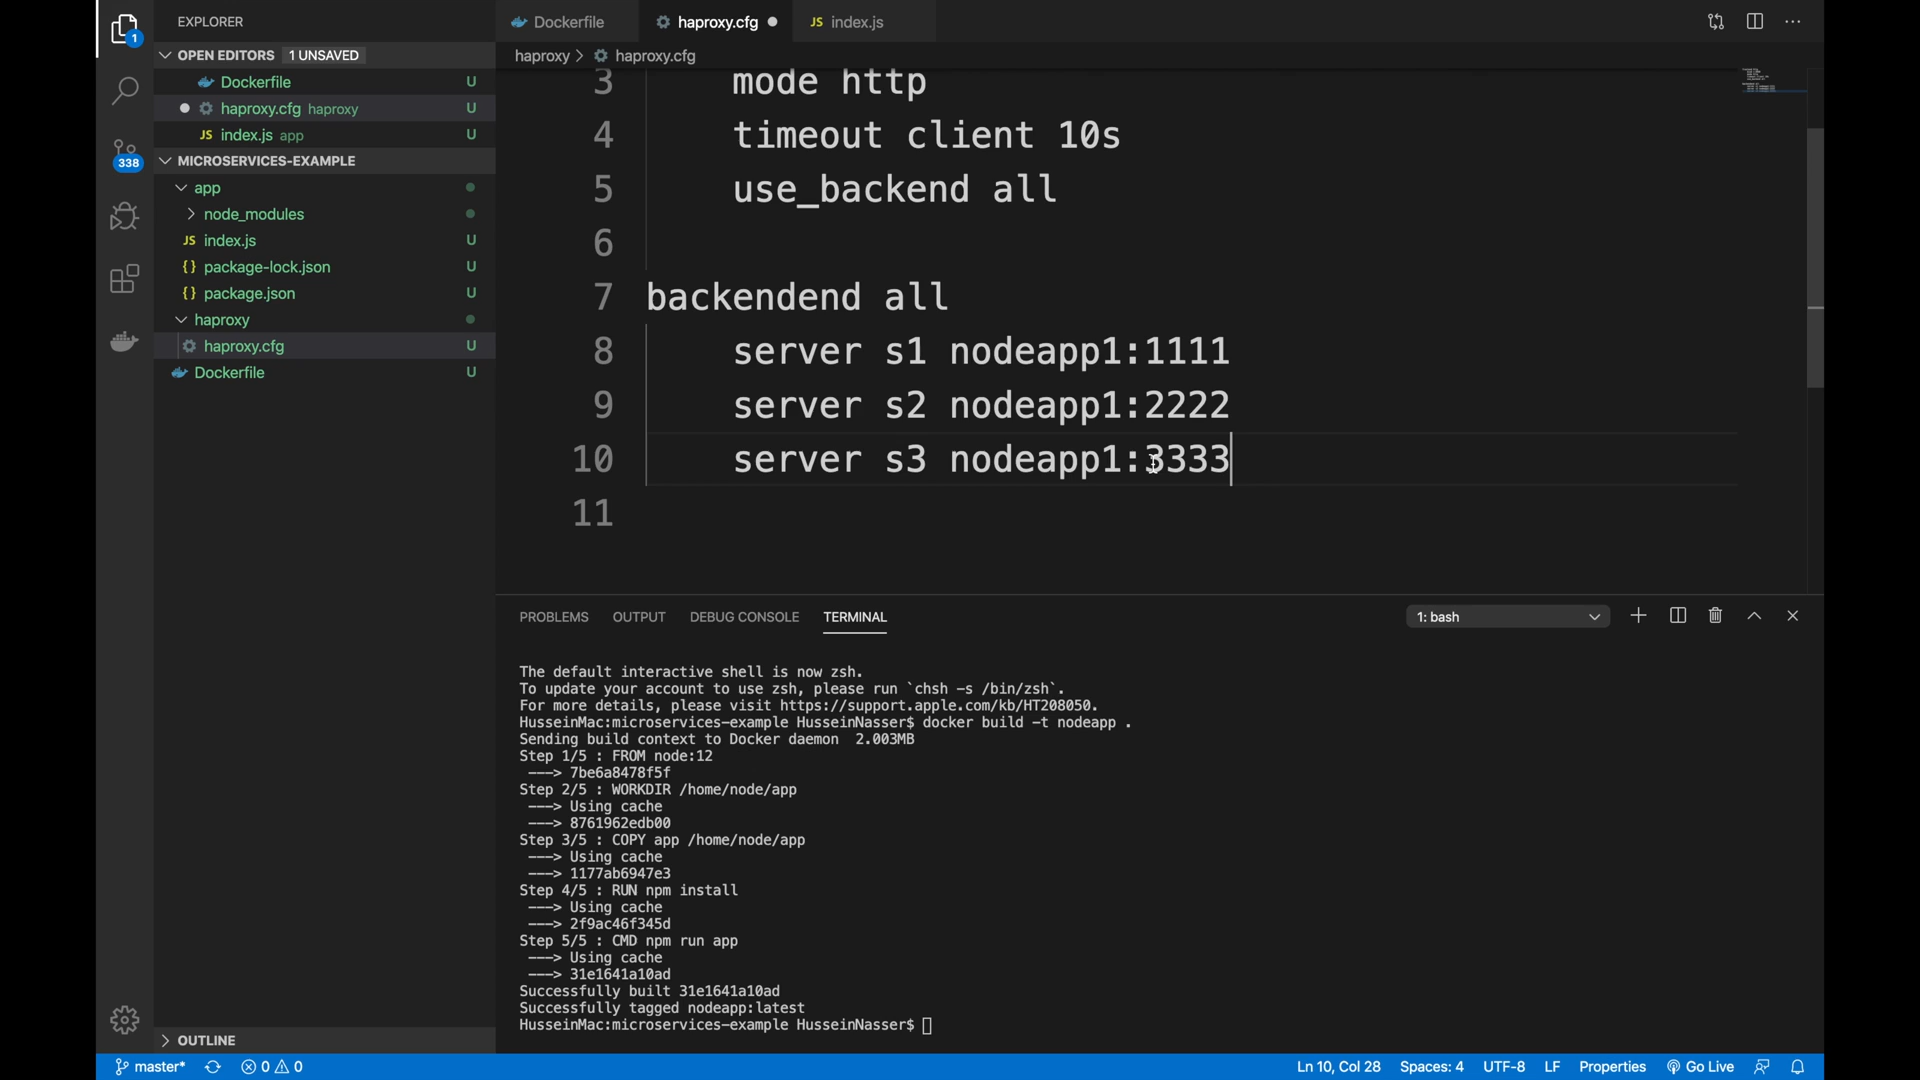 EXPLORER
Dockerfile
haproxy.cfg
JS index.js
OPEN EDITORS 1 UNSAVED
haproxy > haproxy.cfg
Dockerfile U
haproxy.cfg haproxy U
JS index.js app U
MICROSERVICES-EXAMPLE
app
node_modules
JS index.js U
{} package-lock.json U
{} package.json U
haproxy
haproxy.cfg U
Dockerfile U
1
338
3 mode http
4 timeout client 10s
5 use_backend all
6
7 backendend all
8 server s1 nodeapp1:1111
9 server s2 nodeapp1:2222
10 server s3 nodeapp1:3333
11
PROBLEMS OUTPUT DEBUG CONSOLE TERMINAL
1: bash
The default interactive shell is now zsh.
To update your account to use zsh, please run `chsh -s /bin/zsh`.
For more details, please visit https://support.apple.com/kb/HT208050.
HusseinMac:microservices-example HusseinNasser$ docker build -t nodeapp .
Sending build context to Docker daemon  2.003MB
Step 1/5 : FROM node:12
---> 7be6a8478f5f
Step 2/5 : WORKDIR /home/node/app
---> Using cache
---> 8761962edb00
Step 3/5 : COPY app /home/node/app
---> Using cache
---> 1177ab6947e3
Step 4/5 : RUN npm install
---> Using cache
---> 2f9ac46f345d
Step 5/5 : CMD npm run app
---> Using cache
---> 31e1641a10ad
Successfully built 31e1641a10ad
Successfully tagged nodeapp:latest
HusseinMac:microservices-example HusseinNasser$
OUTLINE
master* 0 0
Ln 10, Col 28 Spaces: 4 UTF-8 LF Properties Go Live